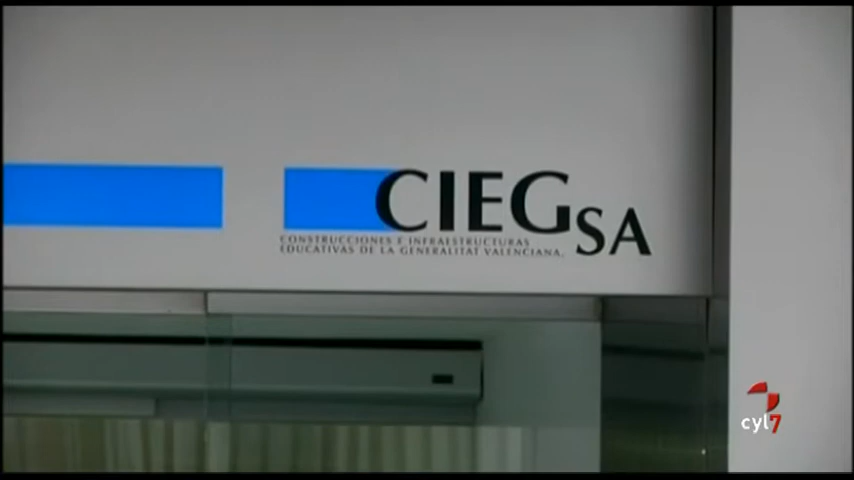 CIEGSA
CONSTRUCCIONES E INFRAESTRUCTURAS
EDUCATIVAS DE LA GENERALITAT VALENCIANA,
cyl7